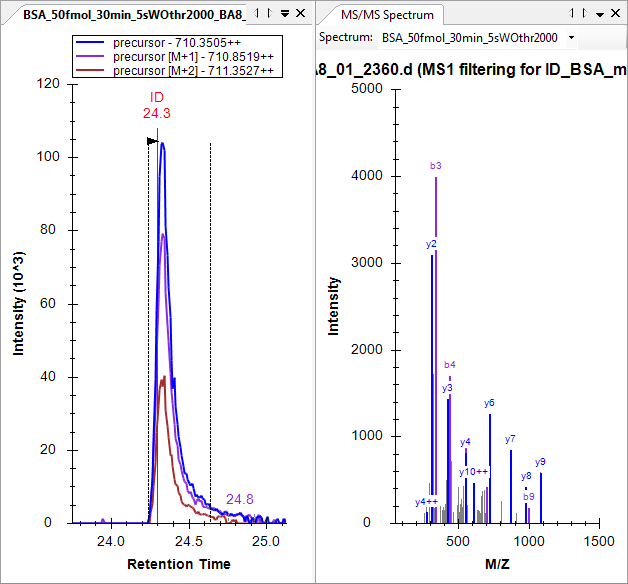 BSA_50fmol_30min_5sWOthr2000_BA8_
precursor - 710.3505++
precursor [M+1] - 710.8519++
precursor [M+2] - 711.3527++
120
ID
24.3
100
80
60
40
20
0
24.8
24.0
24.5
25.0
Intensity (10^3)
Retention Time
MS/MS Spectrum
Spectrum:
BSA_50fmol_30min_5sWOthr2000
A8_01_2360.d (MS1 filtering for ID_BSA_m
5000
4000
3000
2000
1000
0
b3
y2
b4
y3
y6
y4
y7
y10++
y9
y8
y4++
b9
500
1000
1500
Intensity
M/Z